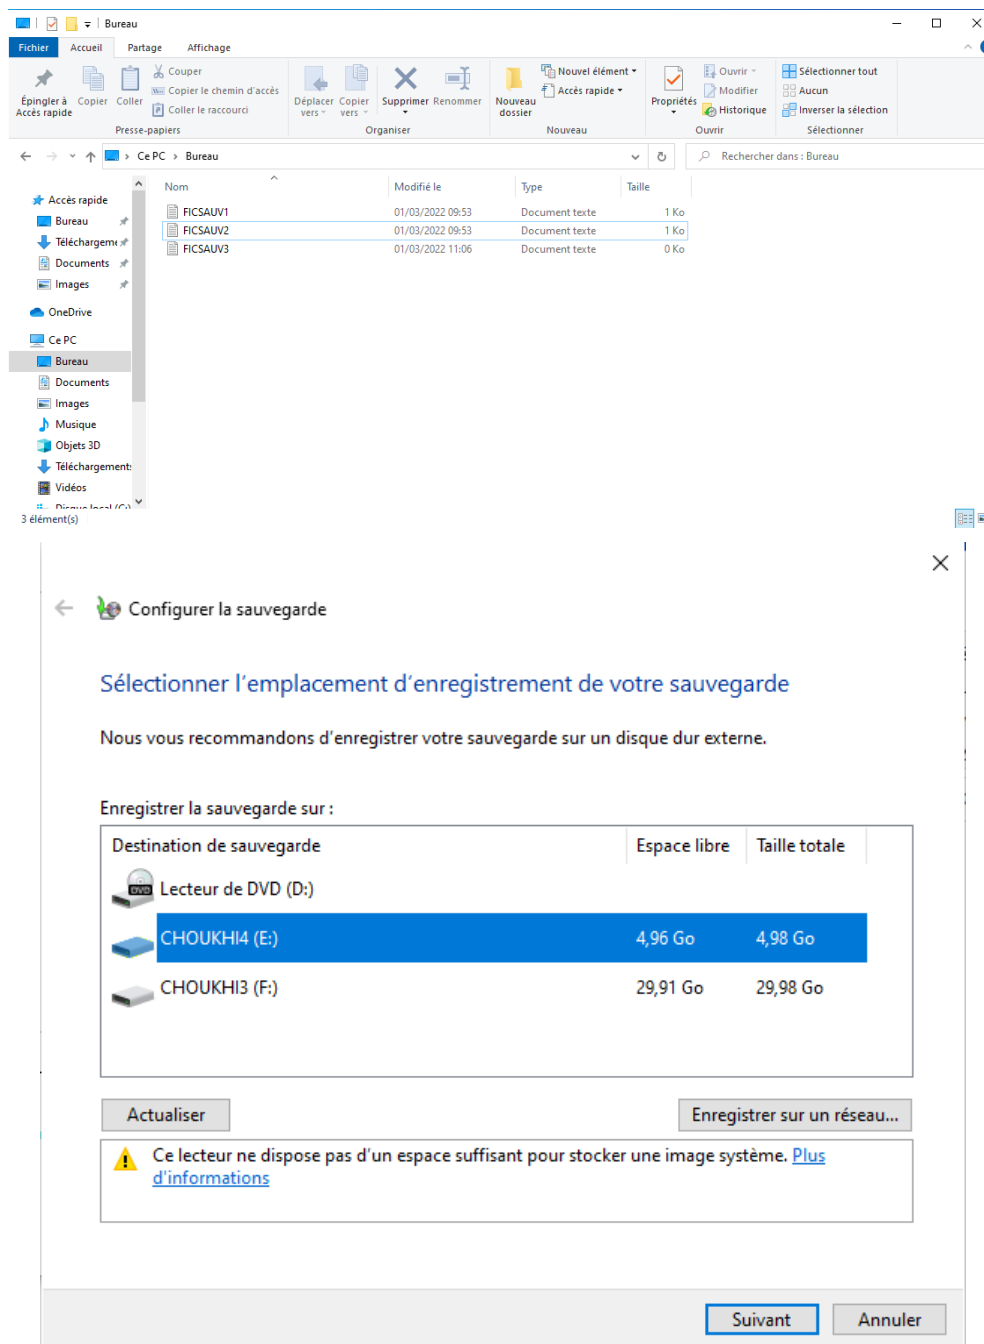 Bureau
Fichier Accueil Partage Affichage
Épingler à Accès rapide
Copier
Coller
Couper
Copier le chemin d'accès
Coller le raccourci
Déplacer vers
Copier vers
Supprimer
Renommer
Nouveau dossier
Nouvel élément
Accès rapide
Propriétés
Ouvrir
Modifier
Historique
Sélectionner tout
Aucun
Inverser la sélection
Presse-papiers Organiser Nouveau Ouvrir Sélectionner
Ce PC > Bureau
Rechercher dans : Bureau
Nom Modifié le Type Taille
FICSAUV1 01/03/2022 09:53 Document texte 1 Ko
FICSAUV2 01/03/2022 09:53 Document texte 1 Ko
FICSAUV3 01/03/2022 11:06 Document texte 0 Ko
Accès rapide
Bureau
Téléchargeme
Documents
Images
OneDrive
Ce PC
Bureau
Documents
Images
Musique
Objets 3D
Téléchargements
Vidéos
Disque local (C:)
3 élément(s)
Configurer la sauvegarde
Sélectionner l'emplacement d'enregistrement de votre sauvegarde
Nous vous recommandons d'enregistrer votre sauvegarde sur un disque dur externe.
Enregistrer la sauvegarde sur :
Destination de sauvegarde Espace libre Taille totale
DVD
Lecteur de DVD (D:)
CHOUKHI4 (E:) 4,96 Go 4,98 Go
CHOUKHI3 (F:) 29,91 Go 29,98 Go
Actualiser Enregistrer sur un réseau...
Ce lecteur ne dispose pas d'un espace suffisant pour stocker une image système. Plus
d'informations
Suivant Annuler